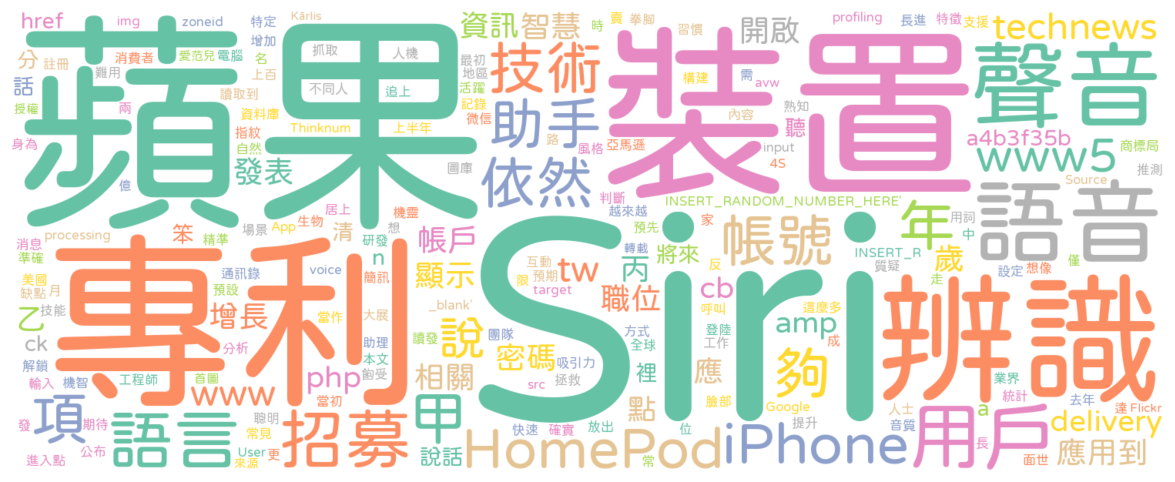 href
img
zoneid
特定
Kārlis
資訊
智慧
時
賣
拳腳
習慣
開啟
profiling
長進
特徵
支援
technews
分
註冊
消費者
愛范兒
電腦
增加
名
抓取
人機
最初
地區
技術
話
難用
上百
不同人
追上
活躍
構建
需
avw
聲音
蘋果
裝置
授權
兩
讀取到
資料庫
記錄
微信
助手
聽
熟知
內容
a4b3f35b
身為
指紋
自然
Thinknum
上半年
路
風格
亞馬遜
input
4S
www5
商標局
推測
億
發表
圖庫
依然
判斷
INSERT_RANDOM_NUMBER_HERE'
Source
語音
消息
準確
processing
場景
App
生物
居上
機靈
想
清
笨
精準
帳戶
越來越
預先
家
帳號
年
用詞
中
僅
美國
缺點
月
通訊錄
voice
研發
n
簡訊
顯示
互動
預期
限
target
tw
轉載
將來
丙
反
INSERT_R
質疑
歲
走
設定
想像
乙
技能
預設
專利
Siri
辨識
ck
增長
當作
大展
_blank'
讀發
團隊
職位
cb
呼叫
這麼多
解鎖
分析
助理
本文
飽受
說
密碼
方式
全球
登陸
工作
amp
成
輸入
機智
工程師
首圖
www
php
當初
相關
吸引力
src
拯救
裡
應
夠
臉部
Google
業界
統計
去年
達
Flickr
項
發
期待
公布
進入點
語言
聰明
常見
來源
User
更
招募
甲
說話
HomePod
快速
確實
放出
常
點
位
iPhone
提升
人士
音質
用戶
a
長
面世
delivery
應用到